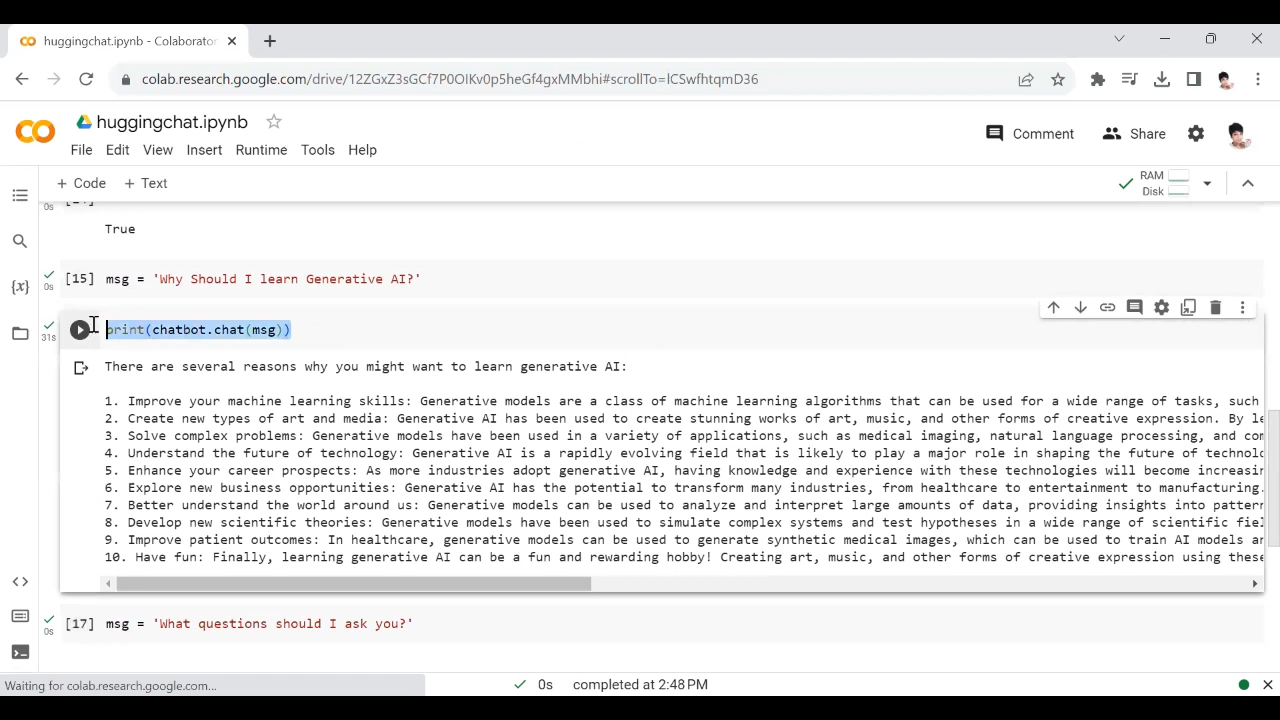 huggingchat.ipynb - Colaborator
colab.research.google.com/drive/12ZGxZ3sGCf7P0OlKv0p5heGf4gxMMbhi#scrollTo=lCSwfhtqmD36
huggingchat.ipynb
Comment
Share
File Edit View Insert Runtime Tools Help
+ Code + Text
RAM
Disk
0s
True
[15] msg = 'Why Should I learn Generative AI?'
0s
print(chatbot.chat(msg))
31s
There are several reasons why you might want to learn generative AI:
1. Improve your machine learning skills: Generative models are a class of machine learning algorithms that can be used for a wide range of tasks, such
2. Create new types of art and media: Generative AI has been used to create stunning works of art, music, and other forms of creative expression. By le
3. Solve complex problems: Generative models have been used in a variety of applications, such as medical imaging, natural language processing, and com
4. Understand the future of technology: Generative AI is a rapidly evolving field that is likely to play a major role in shaping the future of technolo
5. Enhance your career prospects: As more industries adopt generative AI, having knowledge and experience with these technologies will become increasin
6. Explore new business opportunities: Generative AI has the potential to transform many industries, from healthcare to entertainment to manufacturing.
7. Better understand the world around us: Generative models can be used to analyze and interpret large amounts of data, providing insights into pattern
8. Develop new scientific theories: Generative models have been used to simulate complex systems and test hypotheses in a wide range of scientific fiel
9. Improve patient outcomes: In healthcare, generative models can be used to generate synthetic medical images, which can be used to train AI models an
10. Have fun: Finally, learning generative AI can be a fun and rewarding hobby! Creating art, music, and other forms of creative expression using these
[17] msg = 'What questions should I ask you?'
0s
Waiting for colab.research.google.com...
0s completed at 2:48 PM